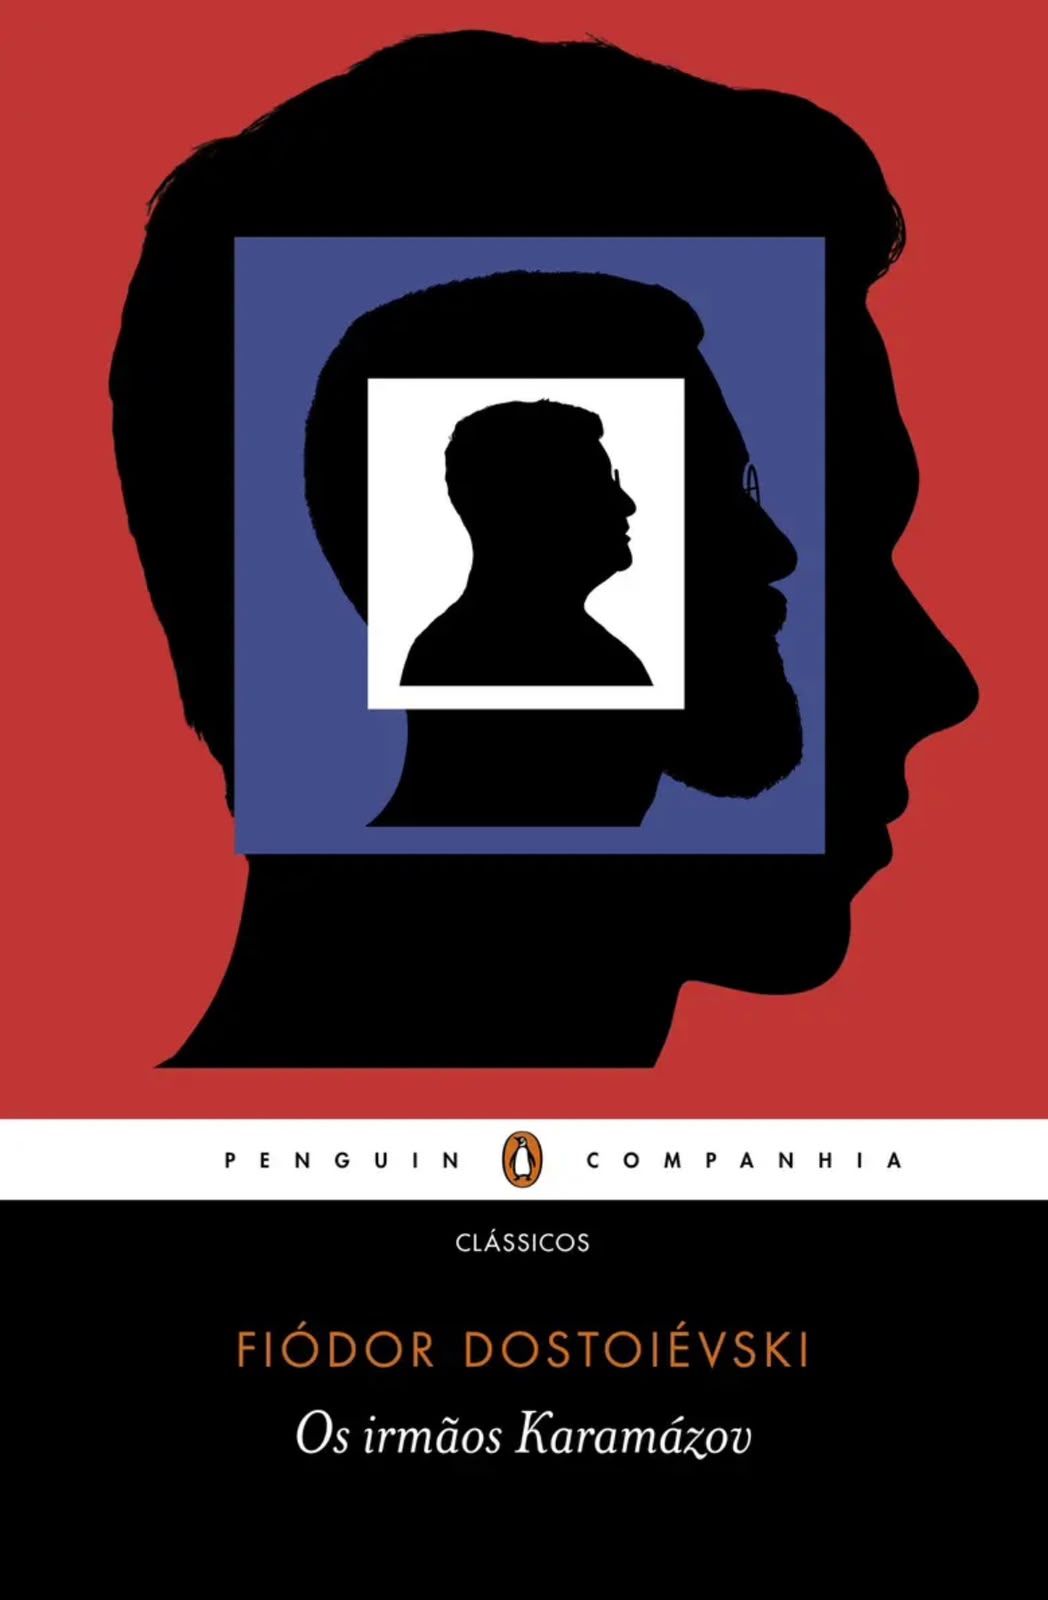 PENGUIN COMPANHIA
CLÁSSICOS
FIÓDOR DOSTOIÉVSKI
Os irmãos Karamázov